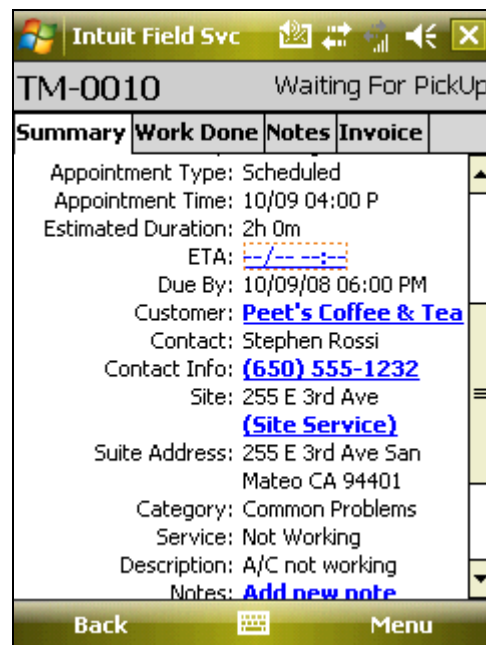 Intuit Field Svc
TM-0010 Waiting For PickUp
Summary Work Done Notes Invoice
Appointment Type: Scheduled
Appointment Time: 10/09 04:00 P
Estimated Duration: 2h 0m
ETA: --/-- --:--
Due By: 10/09/08 06:00 PM
Customer: Peet's Coffee & Tea
Contact: Stephen Rossi
Contact Info: (650) 555-1232
Site: 255 E 3rd Ave
(Site Service)
Suite Address: 255 E 3rd Ave San
Mateo CA 94401
Category: Common Problems
Service: Not Working
Description: A/C not working
Notes: Add new note
Back Menu